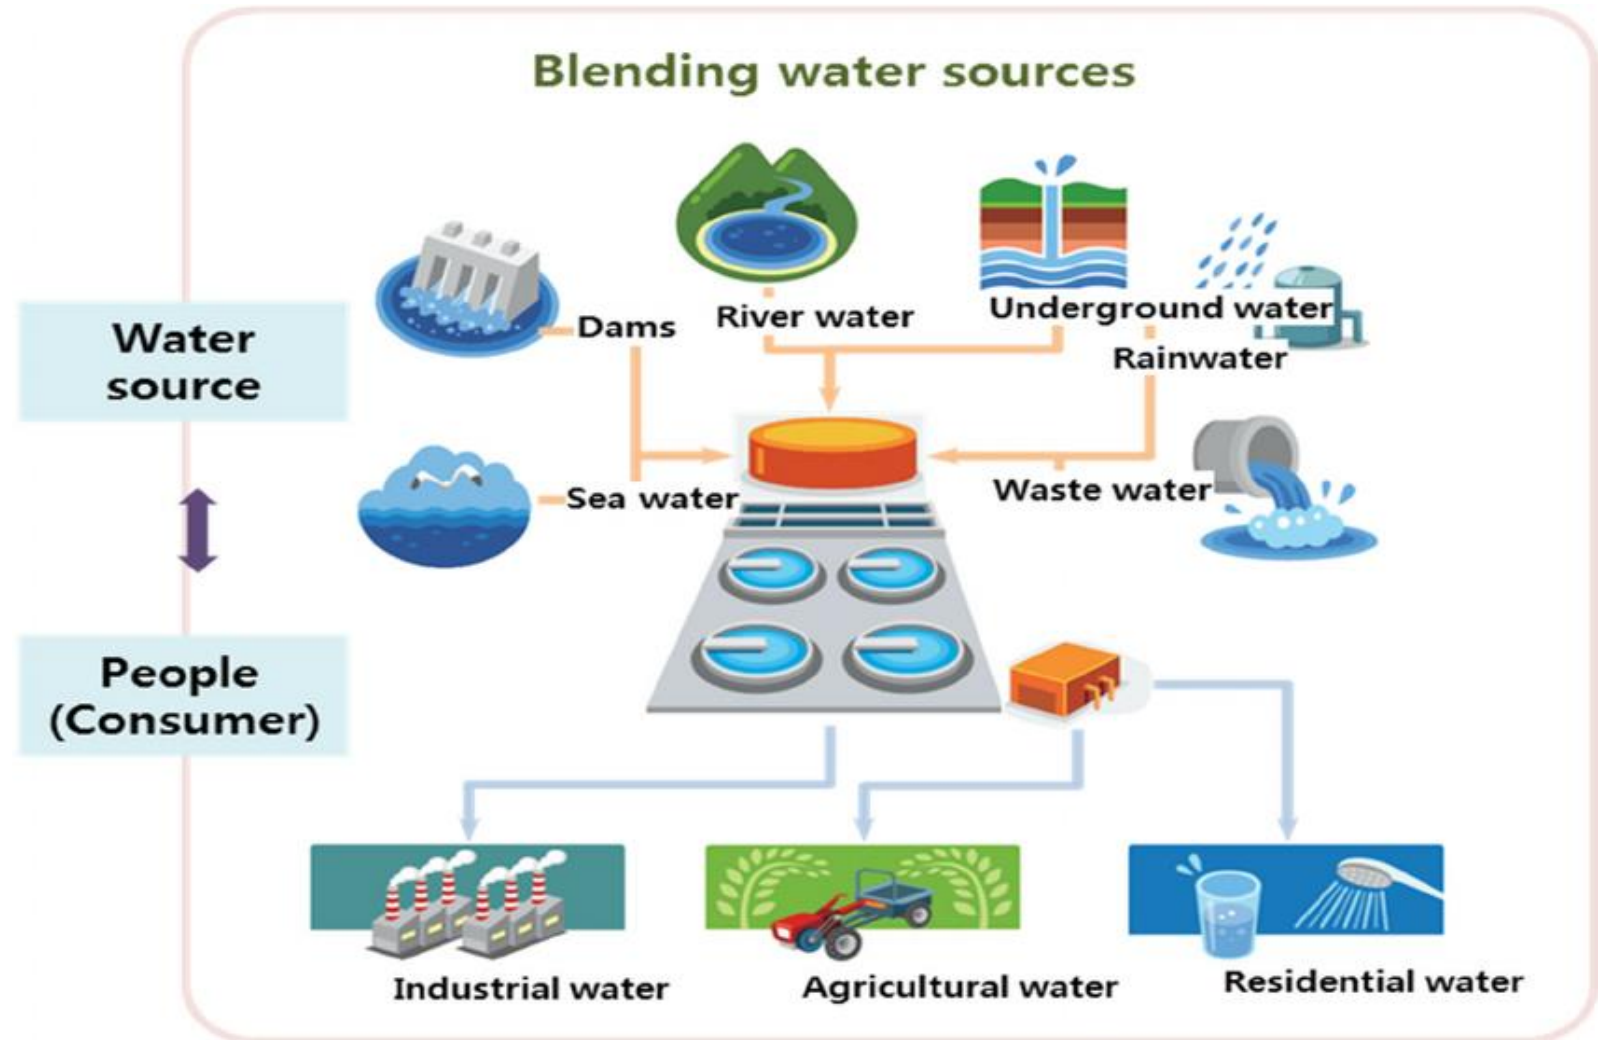 Blending water sources
Water
source
Dams
River water
Underground water
Rainwater
Sea water
Waste water
People
(Consumer)
Industrial water
Agricultural water
Residential water